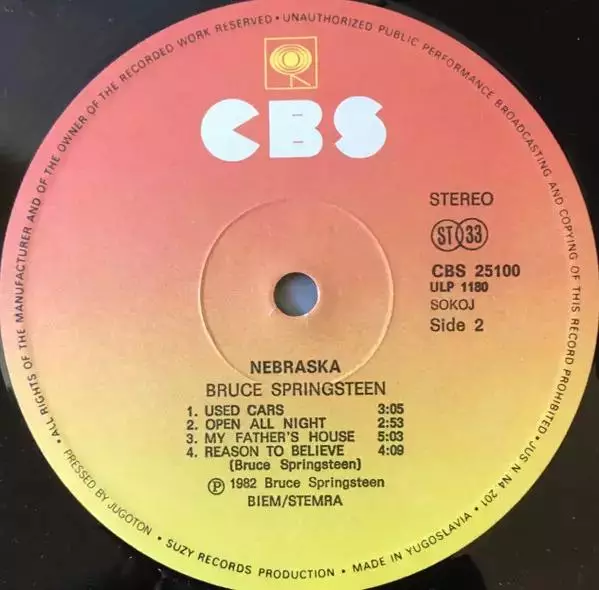 • ALL RIGHTS OF THE MANUFACTURER AND OF THE OWNER OF THE RECORDED WORK RESERVED • UNAUTHORIZED PUBLIC PERFORMANCE BROADCASTING AND COPYING OF THIS RECORD PROHIBITED •
CBS
STEREO
ST 33
CBS 25100
ULP 1180
SOKOJ
Side 2
NEBRASKA
BRUCE SPRINGSTEEN
1. USED CARS 3:05
2. OPEN ALL NIGHT 2:53
3. MY FATHER'S HOUSE 5:03
4. REASON TO BELIEVE 4:09
(Bruce Springsteen)
Ⓟ 1982 Bruce Springsteen
BIEM/STEMRA
PRESSED BY JUGOTON • SUZY RECORDS PRODUCTION • MADE IN YUGOSLAVIA • JUS N N4. 201